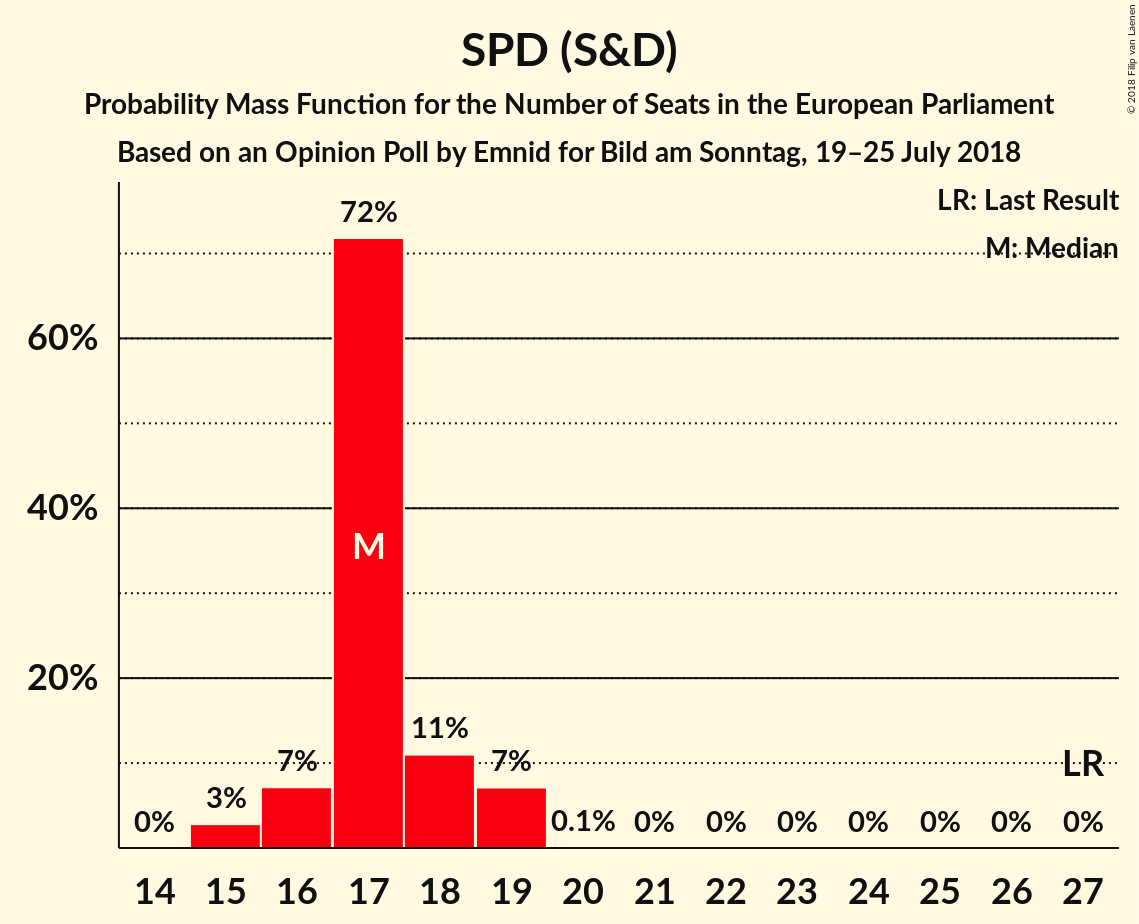 SPD (S&D)
Probability Mass Function for the Number of Seats in the European Parliament
Based on an Opinion Poll by Emnid for Bild am Sonntag, 19–25 July 2018
© 2018 Filip van Laenen
LR: Last Result
M: Median
72%
60%
40%
M
20%
11%
7%
7%
LR
3%
0%
0.1%
0%
0%
0%
0%
0%
0%
0%
14 15 16 17 18 19 20 21 22 23 24 25 26 27